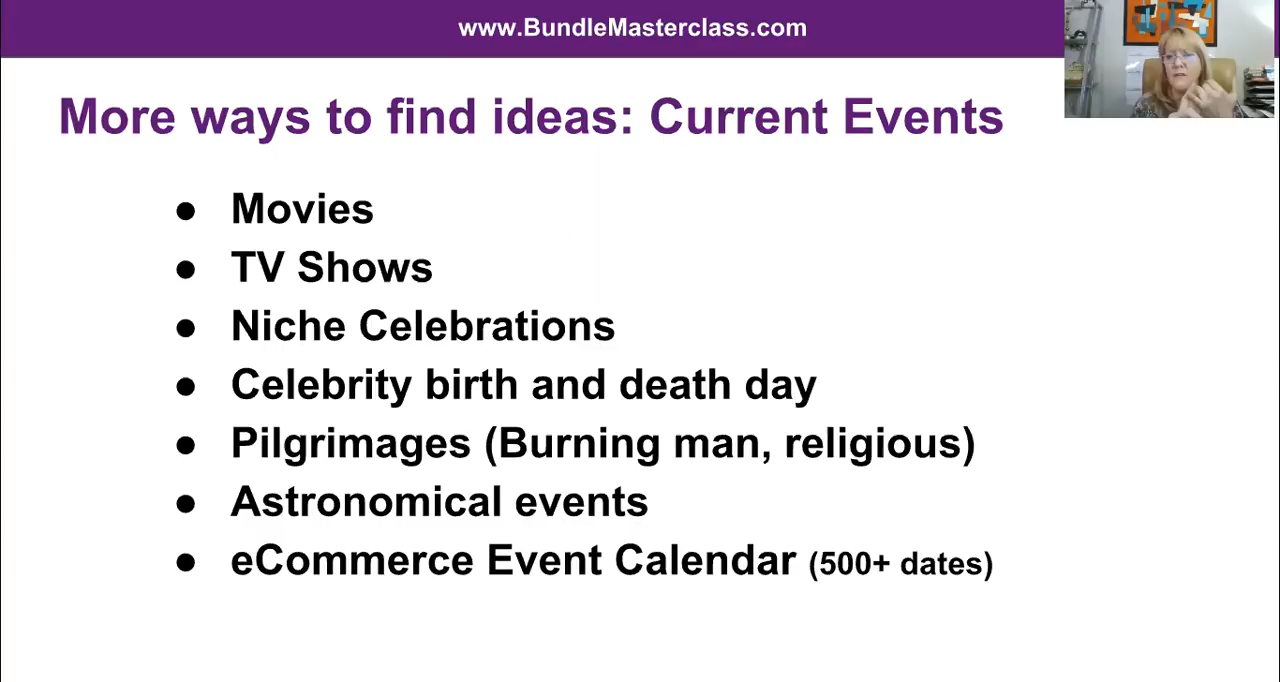 www.BundleMasterclass.com
More ways to find ideas: Current Events
● Movies
● TV Shows
● Niche Celebrations
● Celebrity birth and death day
● Pilgrimages (Burning man, religious)
● Astronomical events
● eCommerce Event Calendar (500+ dates)